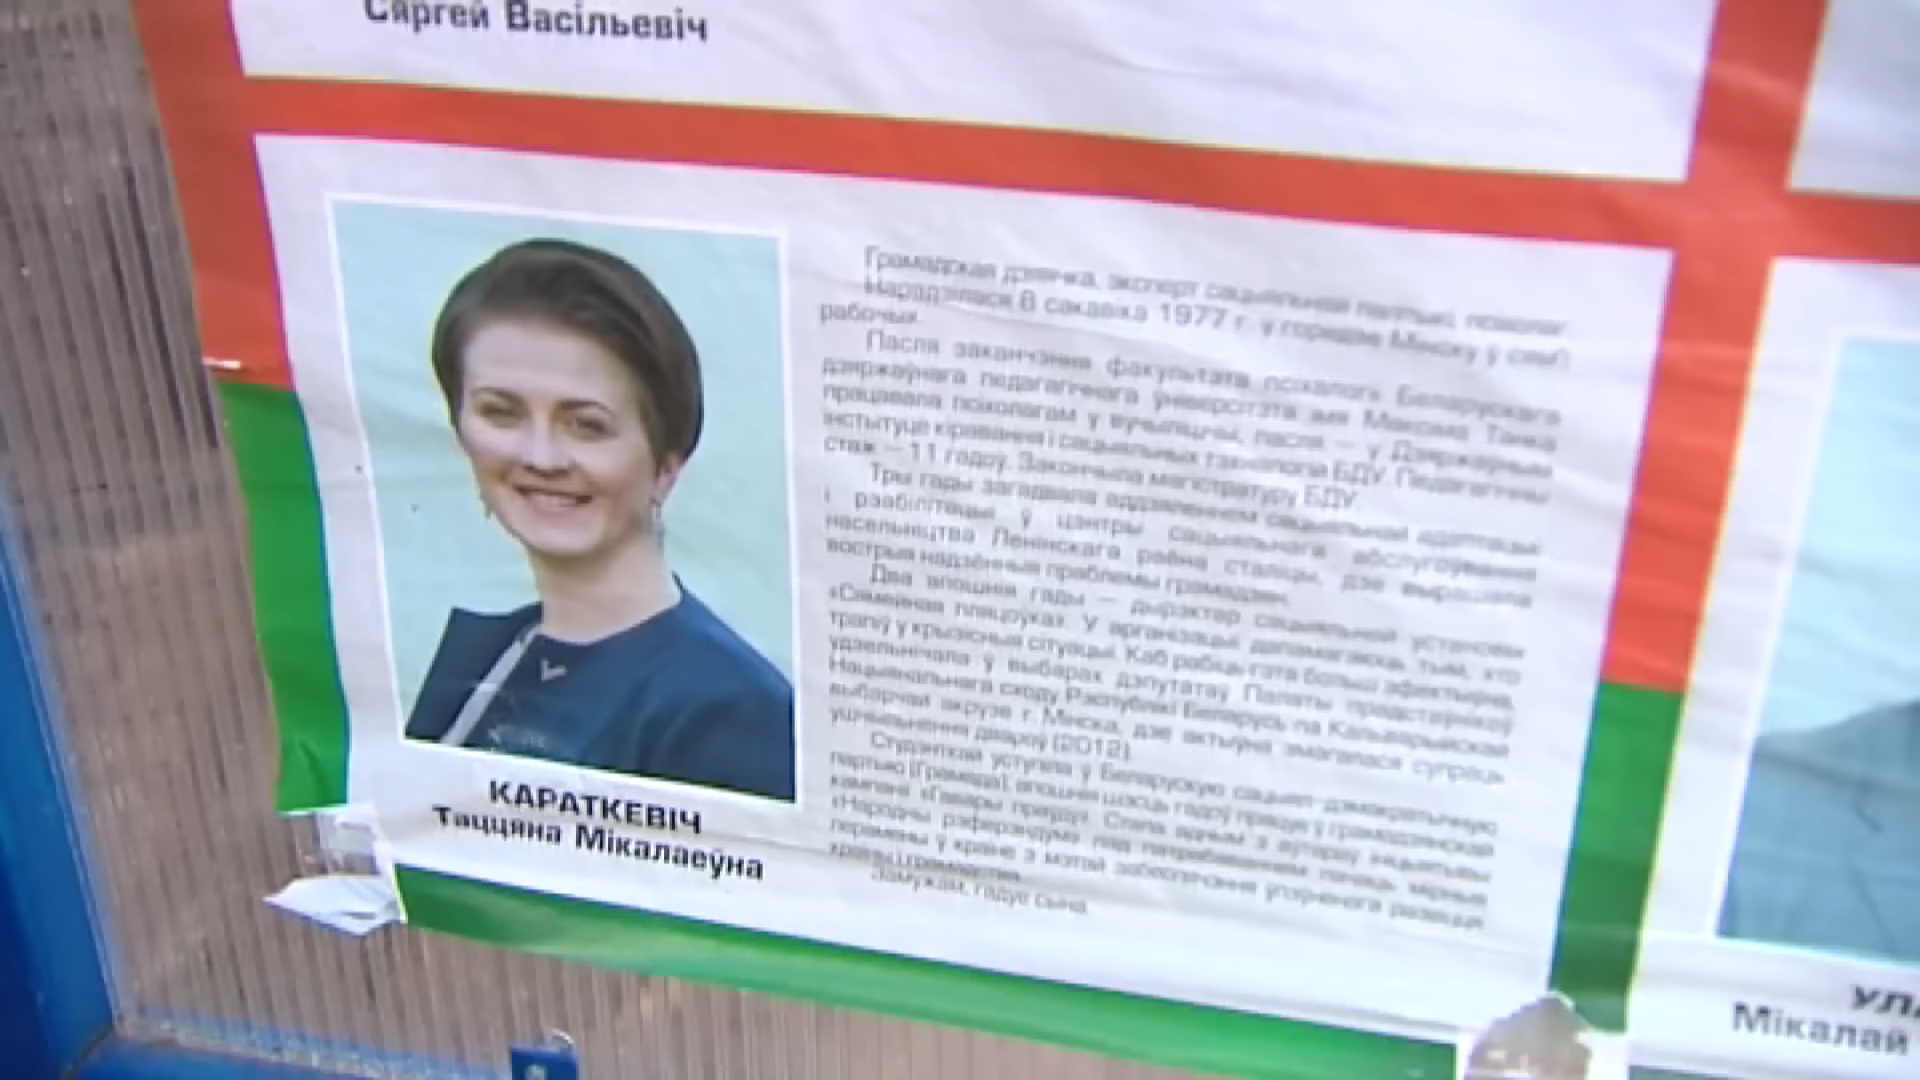 Сяргей Васільевіч
Грамадская дзяячка, эксперт сацыяльнай палітыкі, психолаг.
Нарадзілася 8 сакавіка 1977 г. у горадзе Мінску ў сям'і
рабочых.
Пасля заканчэння факультэта псіхалогіі Беларускага
дзяржаўнага педагагічнага ўніверсітэта імя Максіма Танка
працавала псіхолагам у вучылішчы, пасля — у Дзяржаўным
інстытуце кіравання і сацыяльных тэхналогій БДУ. Педагагічны
стаж — 11 гадоў. Закончыла магістратуру БДУ.
Тры гады загадвала аддзяленнем сацыяльнай адаптацыі
і рэабілітацыі ў цэнтры сацыяльнага абслугоўвання
насельніцтва Ленінскага раёна сталіцы, дзе вырашала
вострыя надзённыя праблемы грамадзян.
Два апошнія гады — дырэктар сацыяльнай установы
«Сямейная пляцоўка». У арганізацыі дапамагаюць тым, хто
трапіў у крызісныя сітуацыі. Каб рабіць гэта больш эфектыўна,
удзельнічала ў выбарах дэпутатаў Палаты прадстаўнікоў
Нацыянальнага сходу Рэспублікі Беларусь па Кальварыйскай
выбарчай акрузе г. Мінска, дзе актыўна змагалася супраць
ушчыльнення двароў (2012).
Студэнткай уступіла ў Беларускую сацыял-дэмакратычную
партыю (Грамада), апошнія шэсць гадоў працуе ў грамадзянскай
кампаніі «Гавары праўду». Стала адным з аўтараў ініцыятывы
«Народны рэферэндум» пад патрабаваннем пачаць мірныя
перамены ў краіне з мэтай забеспячэння упэўненага развіцця
краіны і грамадства.
Замужам, гадуе сына.
КАРАТКЕВІЧ
Таццяна Мікалаеўна
УЛА
Мікалай